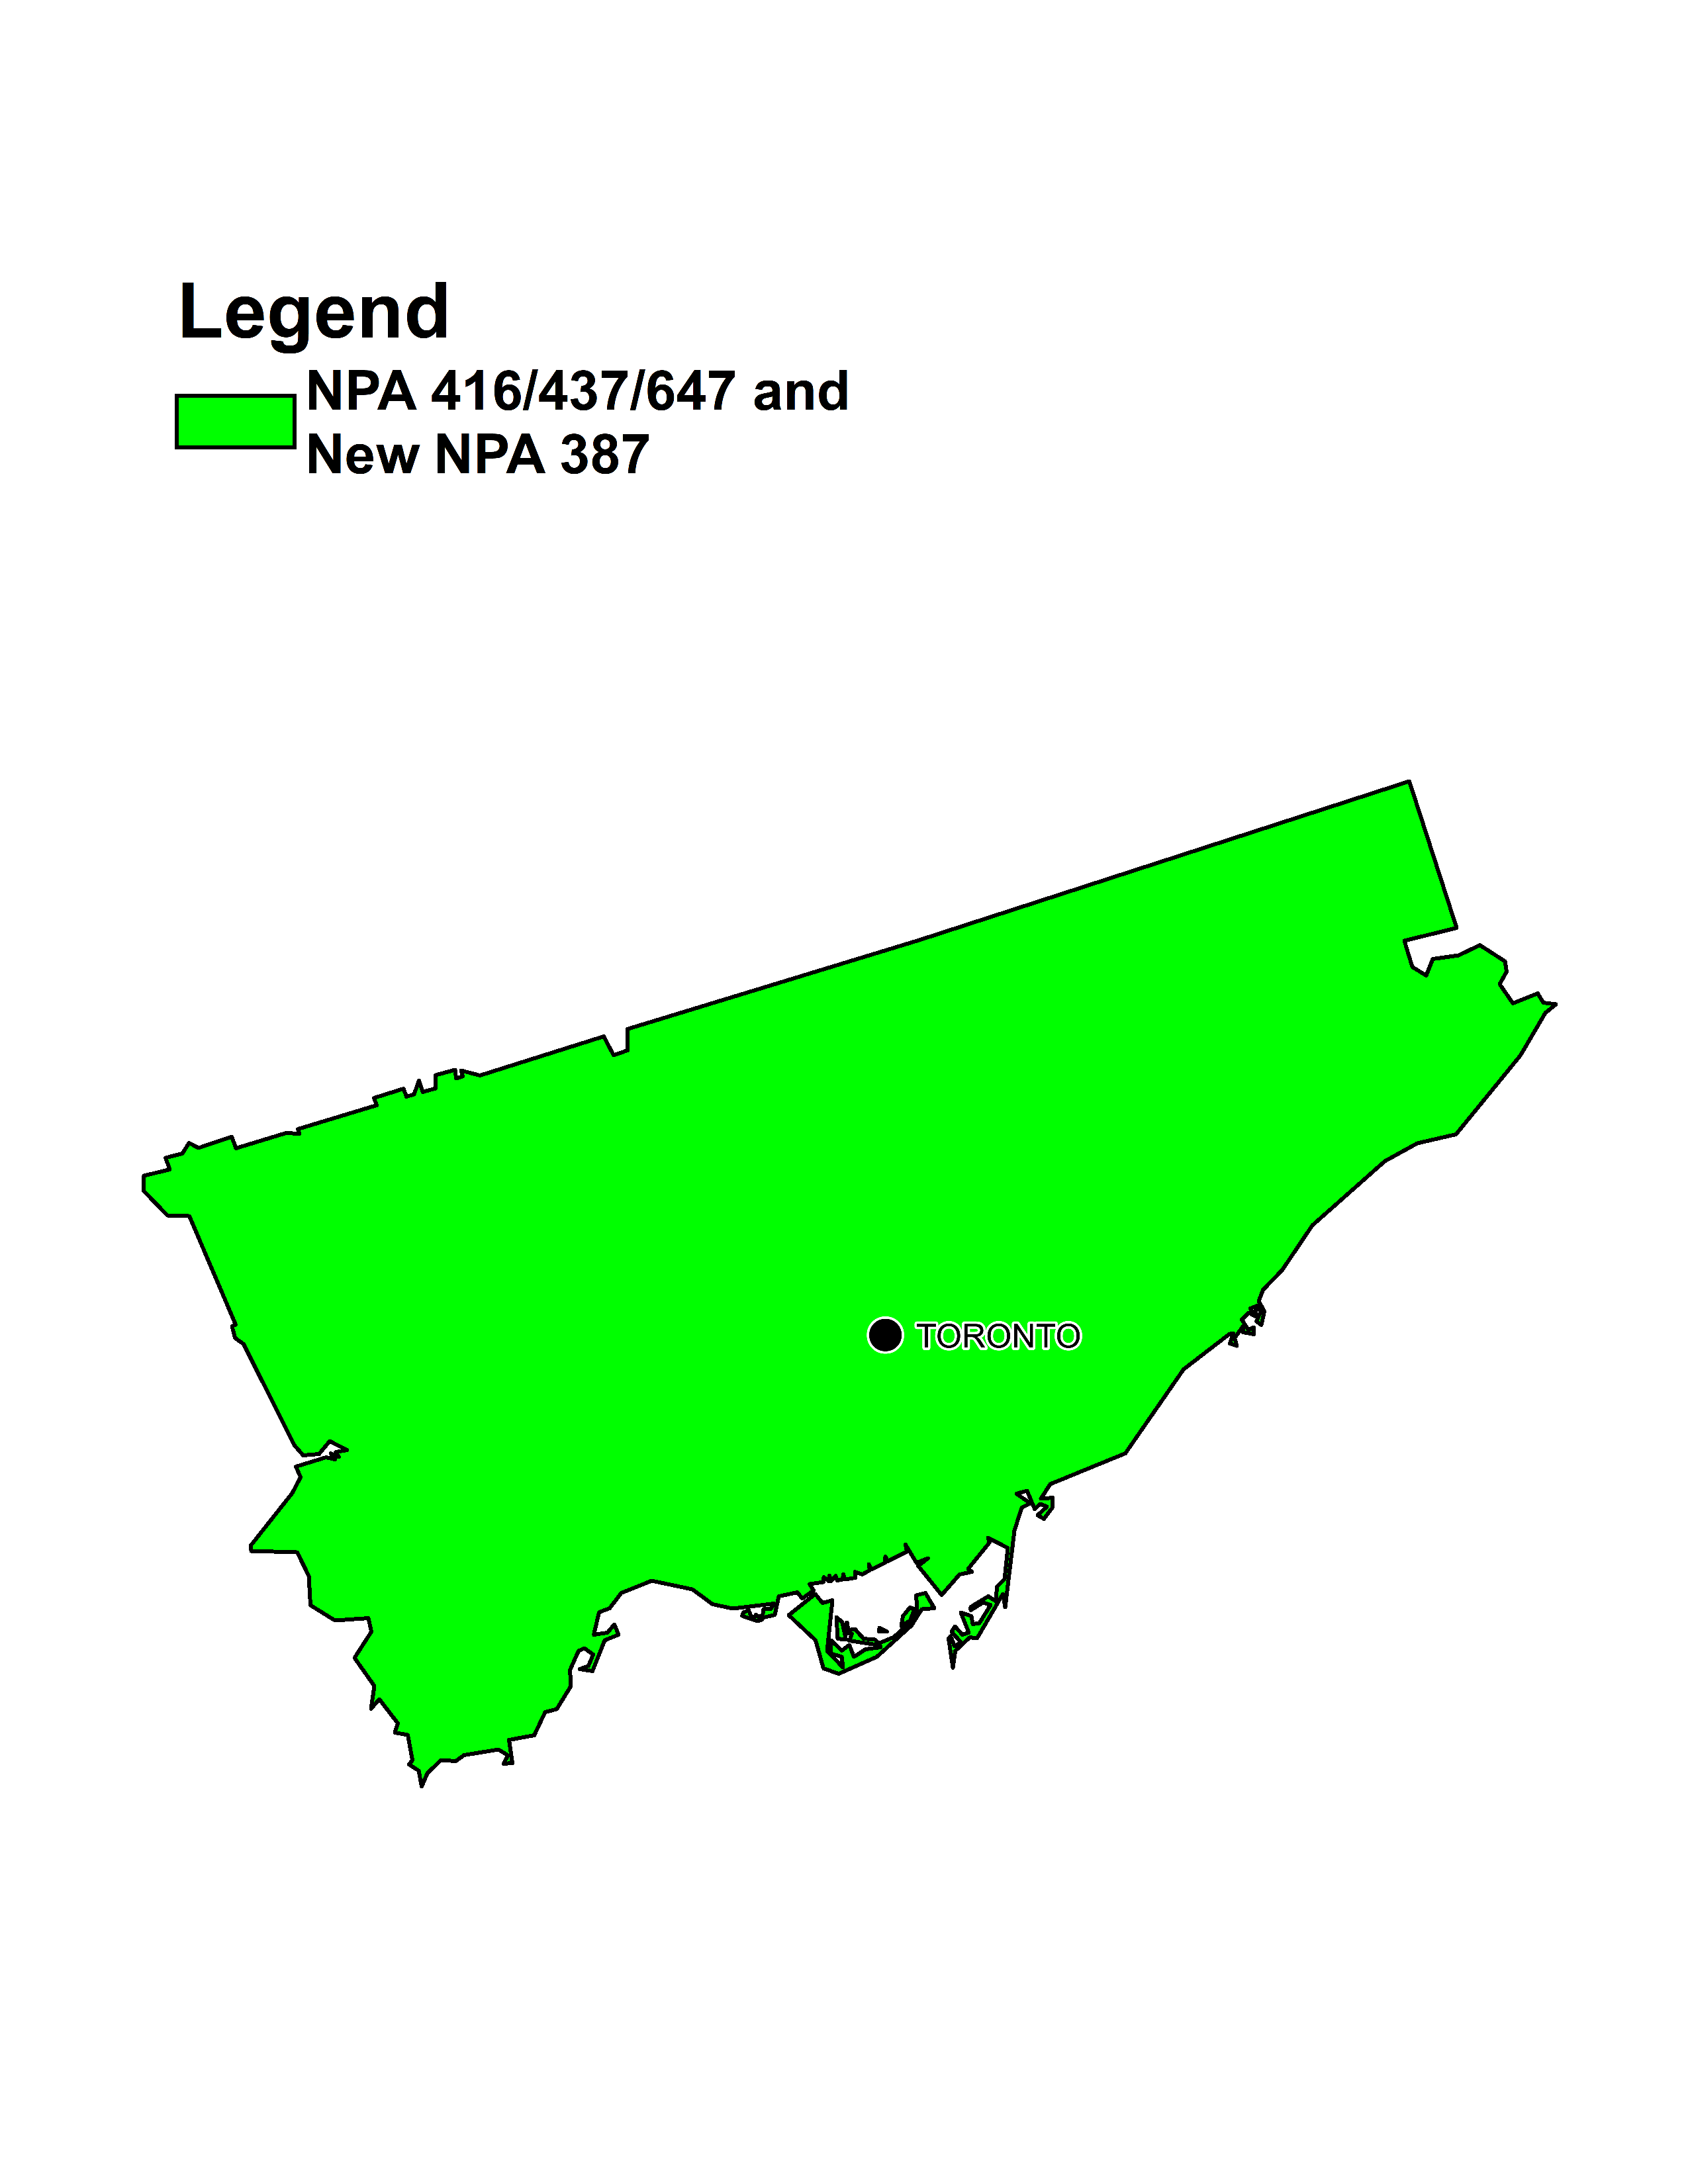 Legend
NPA 416/437/647 and
New NPA 387
TORONTO